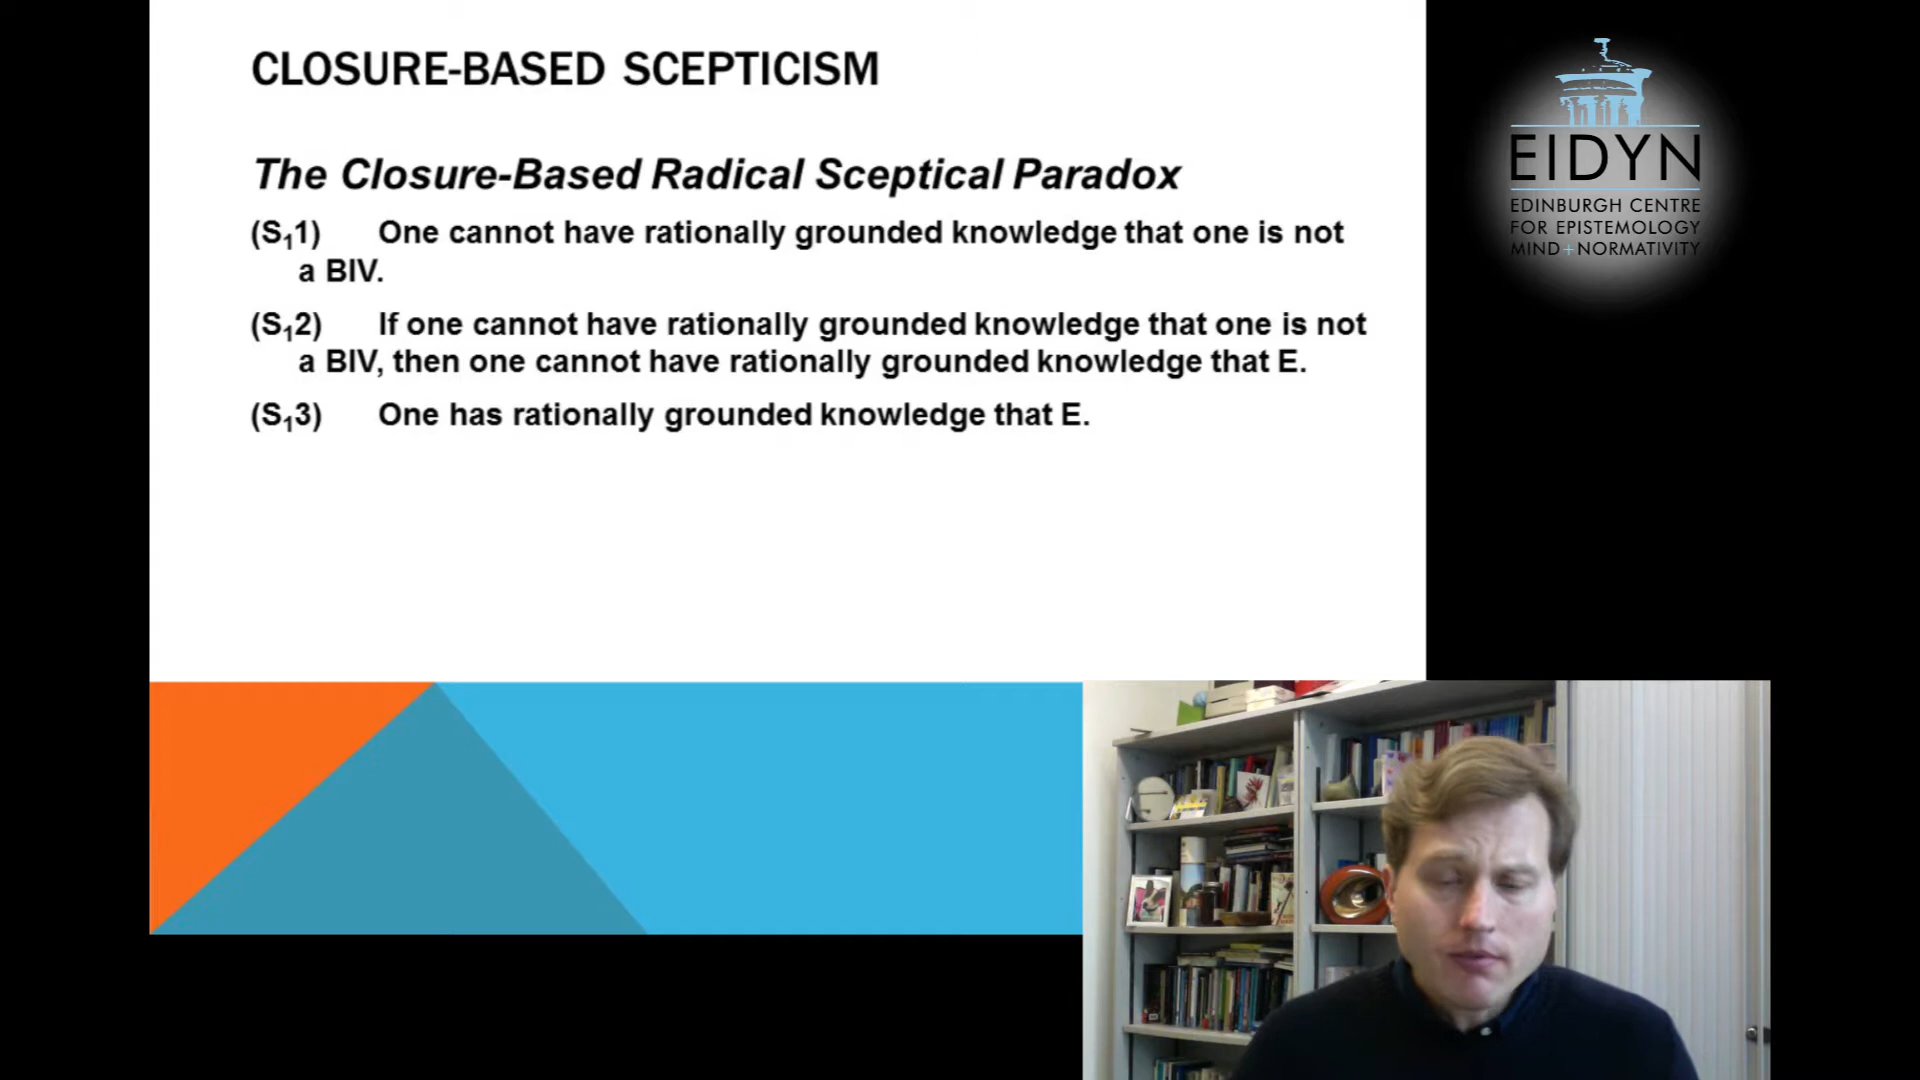 CLOSURE-BASED SCEPTICISM
The Closure-Based Radical Sceptical Paradox
(S₁1) One cannot have rationally grounded knowledge that one is not
a BIV.
(S₁2) If one cannot have rationally grounded knowledge that one is not
a BIV, then one cannot have rationally grounded knowledge that E.
(S₁3) One has rationally grounded knowledge that E.
EIDYN
EDINBURGH CENTRE
FOR EPISTEMOLOGY
MIND+NORMATIVITY